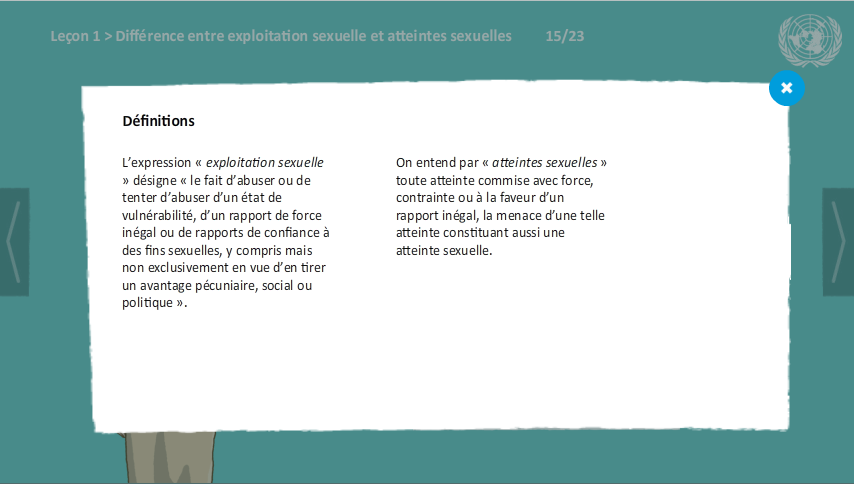 Leçon 1 > Différence entre exploitation sexuelle et atteintes sexuelles 15/23
Définitions
L'expression « exploitation sexuelle
» désigne « le fait d'abuser ou de
tenter d'abuser d'un état de
vulnérabilité, d'un rapport de force
inégal ou de rapports de confiance à
des fins sexuelles, y compris mais
non exclusivement en vue d'en tirer
un avantage pécuniaire, social ou
politique ».
On entend par « atteintes sexuelles »
toute atteinte commise avec force,
contrainte ou à la faveur d'un
rapport inégal, la menace d'une telle
atteinte constituant aussi une
atteinte sexuelle.